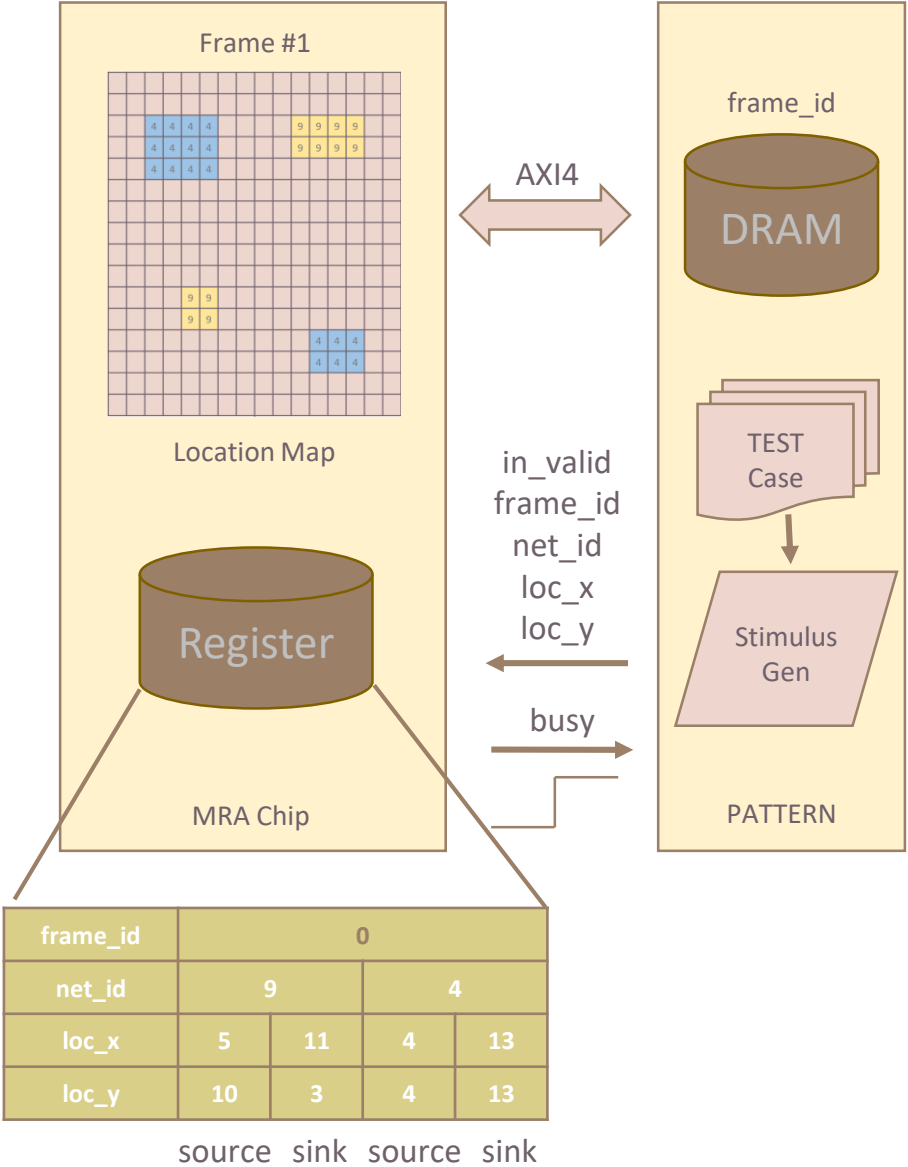 Frame #1
4 4 4 4 9 9 9 9
4 4 4 4 9 9 9 9
4 4 4 4
9 9
9 9
4 4 4
4 4 4
Location Map
Register
MRA Chip
AXI4
in_valid
frame_id
net_id
loc_x
loc_y
busy
frame_id
DRAM
TEST
Case
Stimulus
Gen
PATTERN
frame_id 0
net_id 9 4
loc_x 5 11 4 13
loc_y 10 3 4 13
source sink source sink